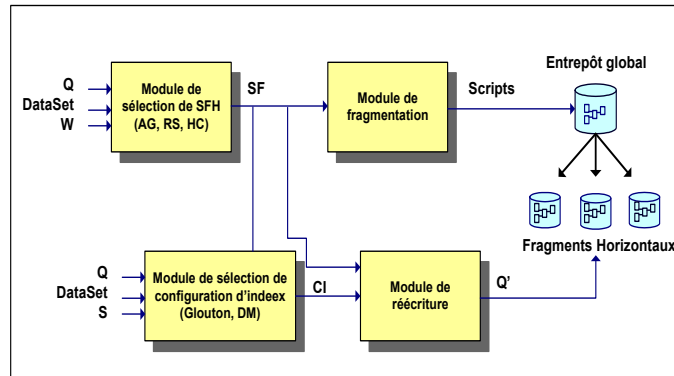 Q
DataSet
W
Module de
sélection de SFH
(AG, RS, HC)
SF
Module de
fragmentation
Scripts
Entrepôt global
Fragments Horizontaux
Q
DataSet
S
Module de sélection de
configuration d'indeex
(Glouton, DM)
CI
Module de
réécriture
Q'